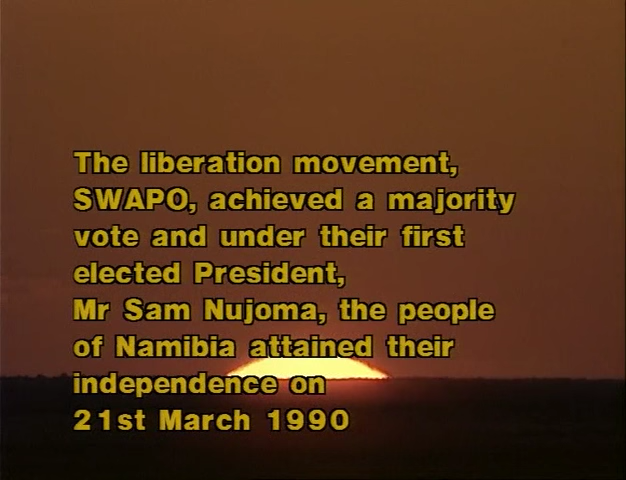 The liberation movement,
SWAPO, achieved a majority
vote and under their first
elected President,
Mr Sam Nujoma, the people
of Namibia attained their
independence on
21st March 1990